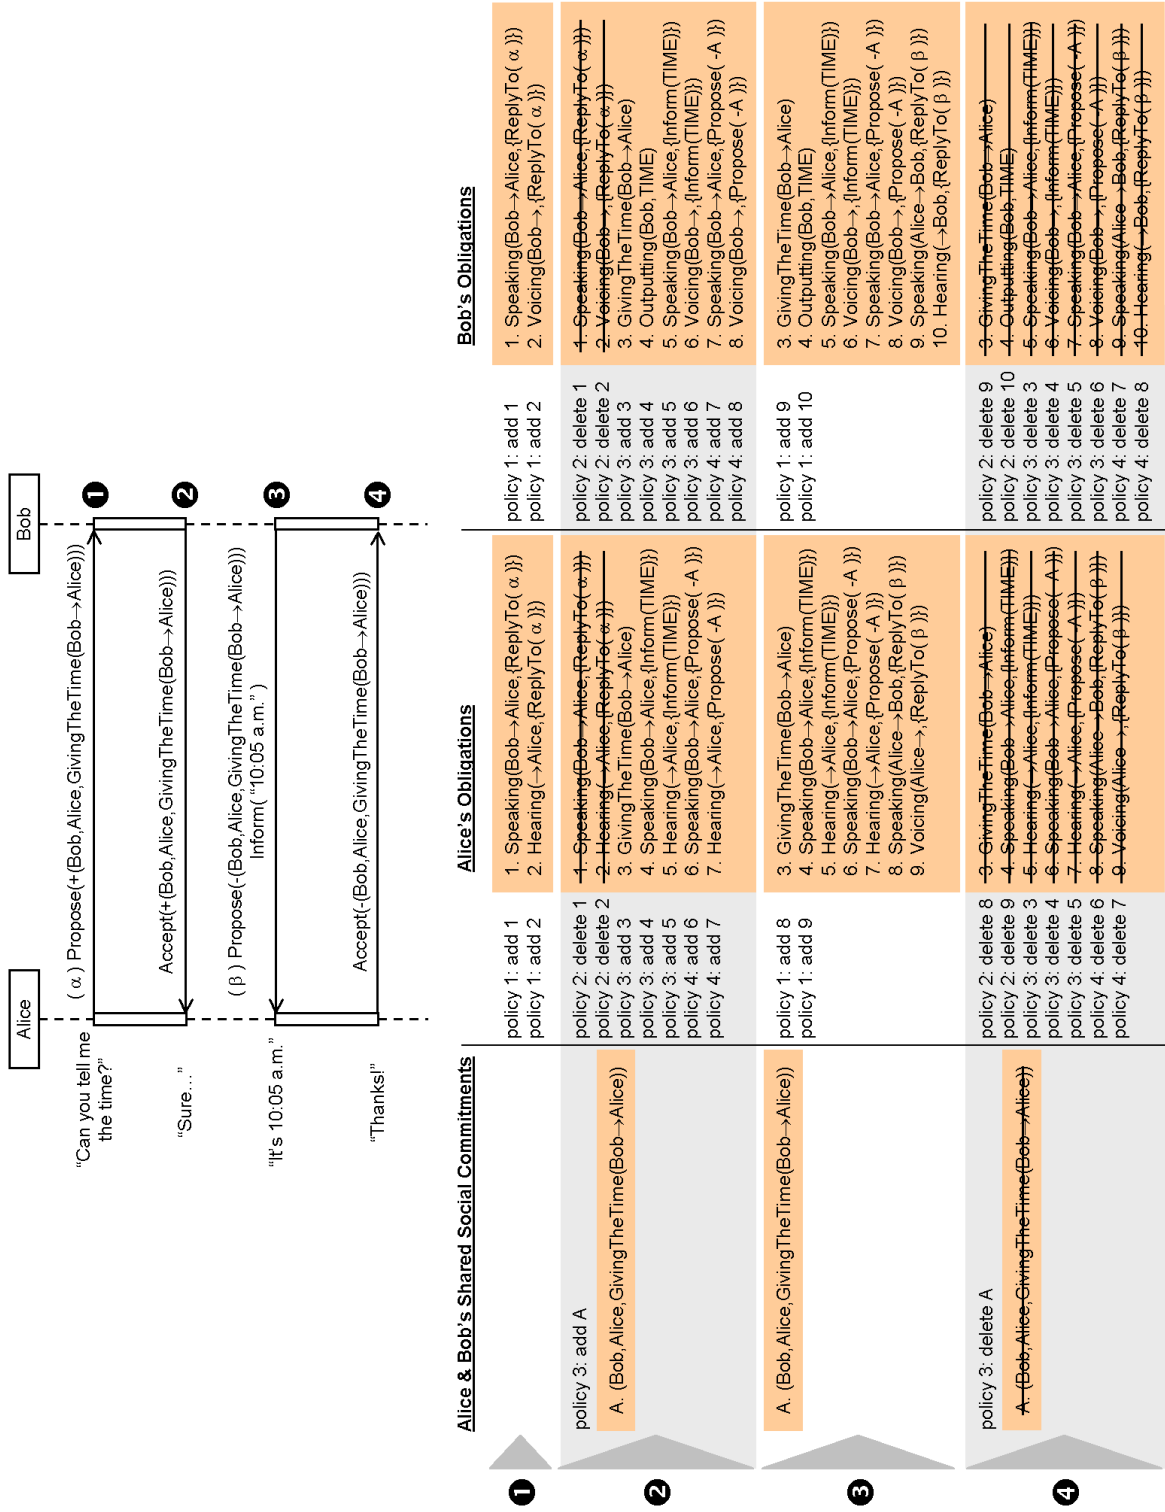 Alice
Bob
"Can you tell me
the time?"
( α ) Propose(+(Bob,Alice,GivingTheTime(Bob→Alice)))
❶
"Sure…"
Accept(+(Bob,Alice,GivingTheTime(Bob→Alice))))
❷
"It's 10:05 a.m."
( β ) Propose(-(Bob,Alice,GivingTheTime(Bob→Alice)))
Inform( "10:05 a.m." )
❸
"Thanks!"
Accept(-(Bob,Alice,GivingTheTime(Bob→Alice)))
❹
Alice & Bob's Shared Social Commitments
Alice's Obligations
Bob's Obligations
❶
policy 1: add 1
policy 1: add 2
1. Speaking(Bob→Alice,{ReplyTo( α )})
2. Hearing(→Alice,{ReplyTo( α )})
policy 1: add 1
policy 1: add 2
1. Speaking(Bob→Alice,{ReplyTo( α )})
2. Voicing(Bob→,{ReplyTo( α )})
❷
policy 3: add A
A. (Bob,Alice,GivingTheTime(Bob→Alice))
policy 2: delete 1
policy 2: delete 2
policy 3: add 3
policy 3: add 4
policy 3: add 5
policy 4: add 6
policy 4: add 7
1. Speaking(Bob→Alice,{ReplyTo( α )})
2. Hearing(→Alice,{ReplyTo( α )})
3. GivingTheTime(Bob→Alice)
4. Speaking(Bob→Alice,{Inform(TIME)})
5. Hearing(→Alice,{Inform(TIME)})
6. Speaking(Bob→Alice,{Propose( -A )})
7. Hearing(→Alice,{Propose( -A )})
policy 2: delete 1
policy 2: delete 2
policy 3: add 3
policy 3: add 4
policy 3: add 5
policy 3: add 6
policy 4: add 7
policy 4: add 8
1. Speaking(Bob→Alice,{ReplyTo( α )})
2. Voicing(Bob→,{ReplyTo( α )})
3. GivingTheTime(Bob→Alice)
4. Outputting(Bob,TIME)
5. Speaking(Bob→Alice,{Inform(TIME)})
6. Voicing(Bob→,{Inform(TIME)})
7. Speaking(Bob→Alice,{Propose( -A )})
8. Voicing(Bob→,{Propose( -A )})
❸
A. (Bob,Alice,GivingTheTime(Bob→Alice))
policy 1: add 8
policy 1: add 9
3. GivingTheTime(Bob→Alice)
4. Speaking(Bob→Alice,{Inform(TIME)})
5. Hearing(→Alice,{Inform(TIME)})
6. Speaking(Bob→Alice,{Propose( -A )})
7. Hearing(→Alice,{Propose( -A )})
8. Speaking(Alice→Bob,{ReplyTo( β )})
9. Voicing(Alice→,{ReplyTo( β )})
policy 1: add 9
policy 1: add 10
3. GivingTheTime(Bob→Alice)
4. Outputting(Bob,TIME)
5. Speaking(Bob→Alice,{Inform(TIME)})
6. Voicing(Bob→,{Inform(TIME)})
7. Speaking(Bob→Alice,{Propose( -A )})
8. Voicing(Bob→,{Propose( -A )})
9. Speaking(Alice→Bob,{ReplyTo( β )})
10. Hearing(→Bob,{ReplyTo( β )})
❹
policy 3: delete A
A. (Bob,Alice,GivingTheTime(Bob→Alice))
policy 2: delete 8
policy 2: delete 9
policy 3: delete 3
policy 3: delete 4
policy 3: delete 5
policy 4: delete 6
policy 4: delete 7
3. GivingTheTime(Bob→Alice)
4. Speaking(Bob→Alice,{Inform(TIME)})
5. Hearing(→Alice,{Inform(TIME)})
6. Speaking(Bob→Alice,{Propose( -A )})
7. Hearing(→Alice,{Propose( -A )})
8. Speaking(Alice→Bob,{ReplyTo( β )})
9. Voicing(Alice→,{ReplyTo( β )})
policy 2: delete 9
policy 2: delete 10
policy 3: delete 3
policy 3: delete 4
policy 3: delete 5
policy 3: delete 6
policy 4: delete 7
policy 4: delete 8
3. GivingTheTime(Bob→Alice)
4. Outputting(Bob,TIME)
5. Speaking(Bob→Alice,{Inform(TIME)})
6. Voicing(Bob→,{Inform(TIME)})
7. Speaking(Bob→Alice,{Propose( -A )})
8. Voicing(Bob→,{Propose( -A )})
9. Speaking(Alice→Bob,{ReplyTo( β )})
10. Hearing(→Bob,{ReplyTo( β )})